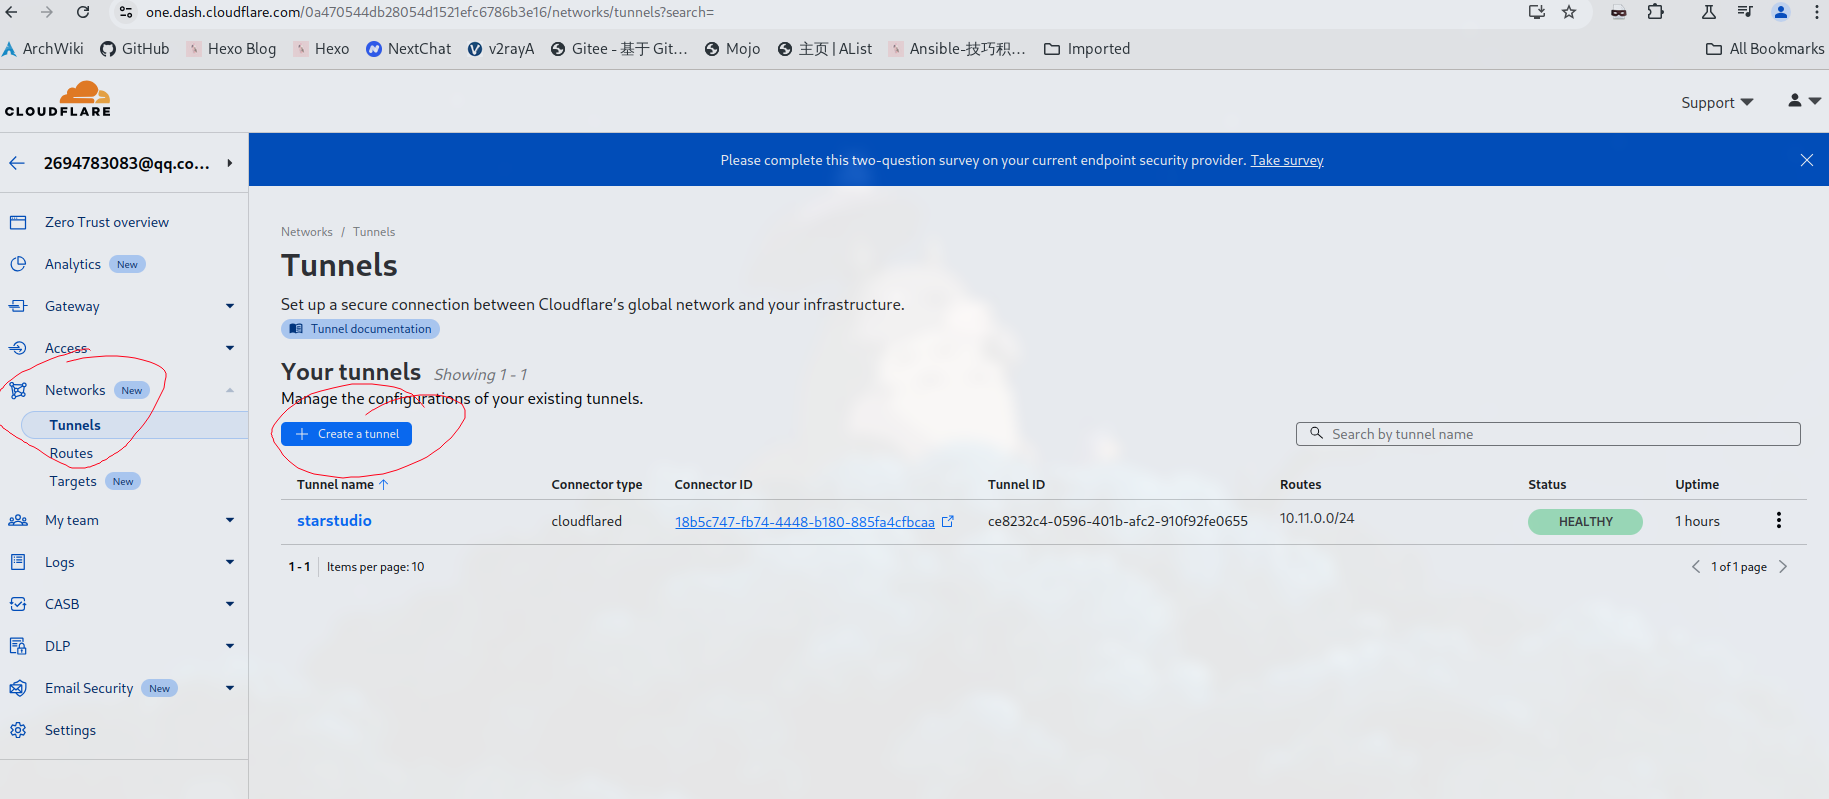 one.dash.cloudflare.com/0a470544db28054d1521efc6786b3e16/networks/tunnels?search=
ArchWiki GitHub Hexo Blog Hexo NextChat v2rayA Gitee - 基于 Git… Mojo 主页 | AList Ansible-技巧积… Imported All Bookmarks
CLOUDFLARE
Support
2694783083@qq.co...
Please complete this two-question survey on your current endpoint security provider. Take survey
Zero Trust overview
Analytics New
Gateway
Access
Networks New
Tunnels
Routes
Targets New
My team
Logs
CASB
DLP
Email Security New
Settings
Networks / Tunnels
Tunnels
Set up a secure connection between Cloudflare’s global network and your infrastructure.
Tunnel documentation
Your tunnels Showing 1 - 1
Manage the configurations of your existing tunnels.
Create a tunnel
Search by tunnel name
Tunnel name Connector type Connector ID Tunnel ID Routes Status Uptime
starstudio cloudflared 18b5c747-fb74-4448-b180-885fa4cfbcaa ce8232c4-0596-401b-afc2-910f92fe0655 10.11.0.0/24 HEALTHY 1 hours
1 - 1 Items per page: 10 1 of 1 page